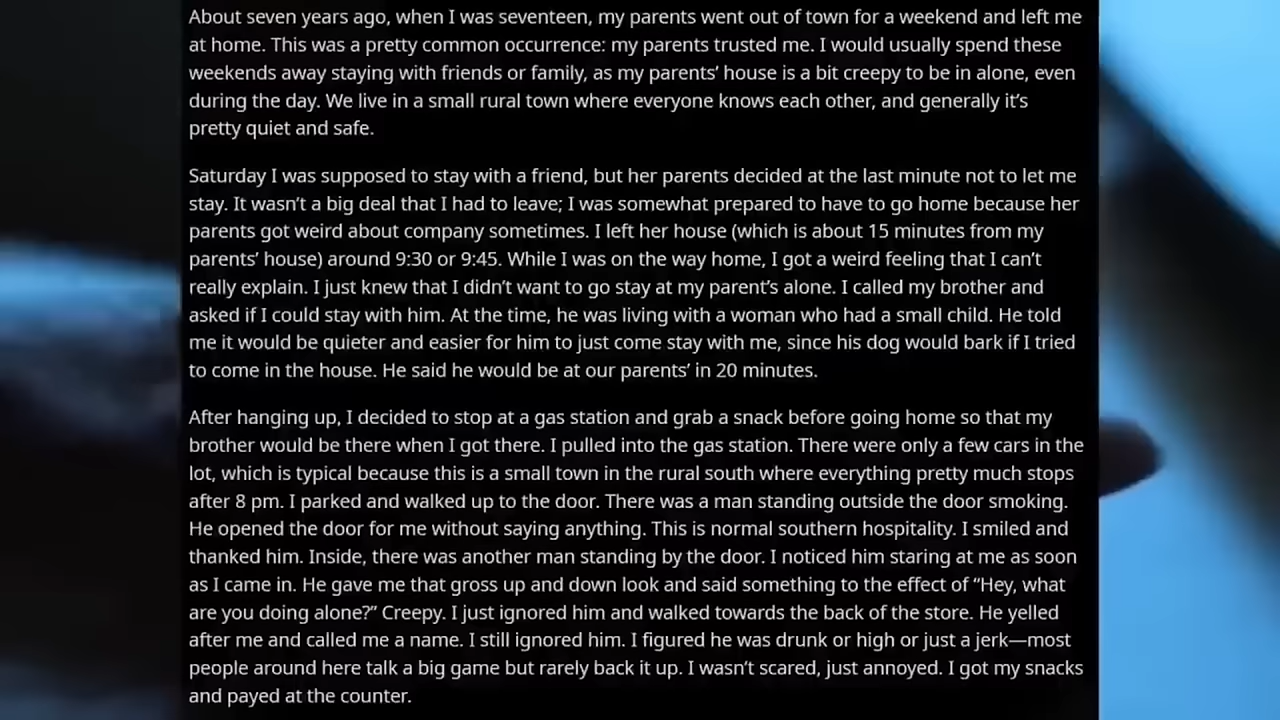 About seven years ago, when I was seventeen, my parents went out of town for a weekend and left me
at home. This was a pretty common occurrence: my parents trusted me. I would usually spend these
weekends away staying with friends or family, as my parents’ house is a bit creepy to be in alone, even
during the day. We live in a small rural town where everyone knows each other, and generally it’s
pretty quiet and safe.
Saturday I was supposed to stay with a friend, but her parents decided at the last minute not to let me
stay. It wasn’t a big deal that I had to leave; I was somewhat prepared to have to go home because her
parents got weird about company sometimes. I left her house (which is about 15 minutes from my
parents’ house) around 9:30 or 9:45. While I was on the way home, I got a weird feeling that I can’t
really explain. I just knew that I didn’t want to go stay at my parent’s alone. I called my brother and
asked if I could stay with him. At the time, he was living with a woman who had a small child. He told
me it would be quieter and easier for him to just come stay with me, since his dog would bark if I tried
to come in the house. He said he would be at our parents’ in 20 minutes.
After hanging up, I decided to stop at a gas station and grab a snack before going home so that my
brother would be there when I got there. I pulled into the gas station. There were only a few cars in the
lot, which is typical because this is a small town in the rural south where everything pretty much stops
after 8 pm. I parked and walked up to the door. There was a man standing outside the door smoking.
He opened the door for me without saying anything. This is normal southern hospitality. I smiled and
thanked him. Inside, there was another man standing by the door. I noticed him staring at me as soon
as I came in. He gave me that gross up and down look and said something to the effect of “Hey, what
are you doing alone?” Creepy. I just ignored him and walked towards the back of the store. He yelled
after me and called me a name. I still ignored him. I figured he was drunk or high or just a jerk—most
people around here talk a big game but rarely back it up. I wasn’t scared, just annoyed. I got my snacks
and payed at the counter.